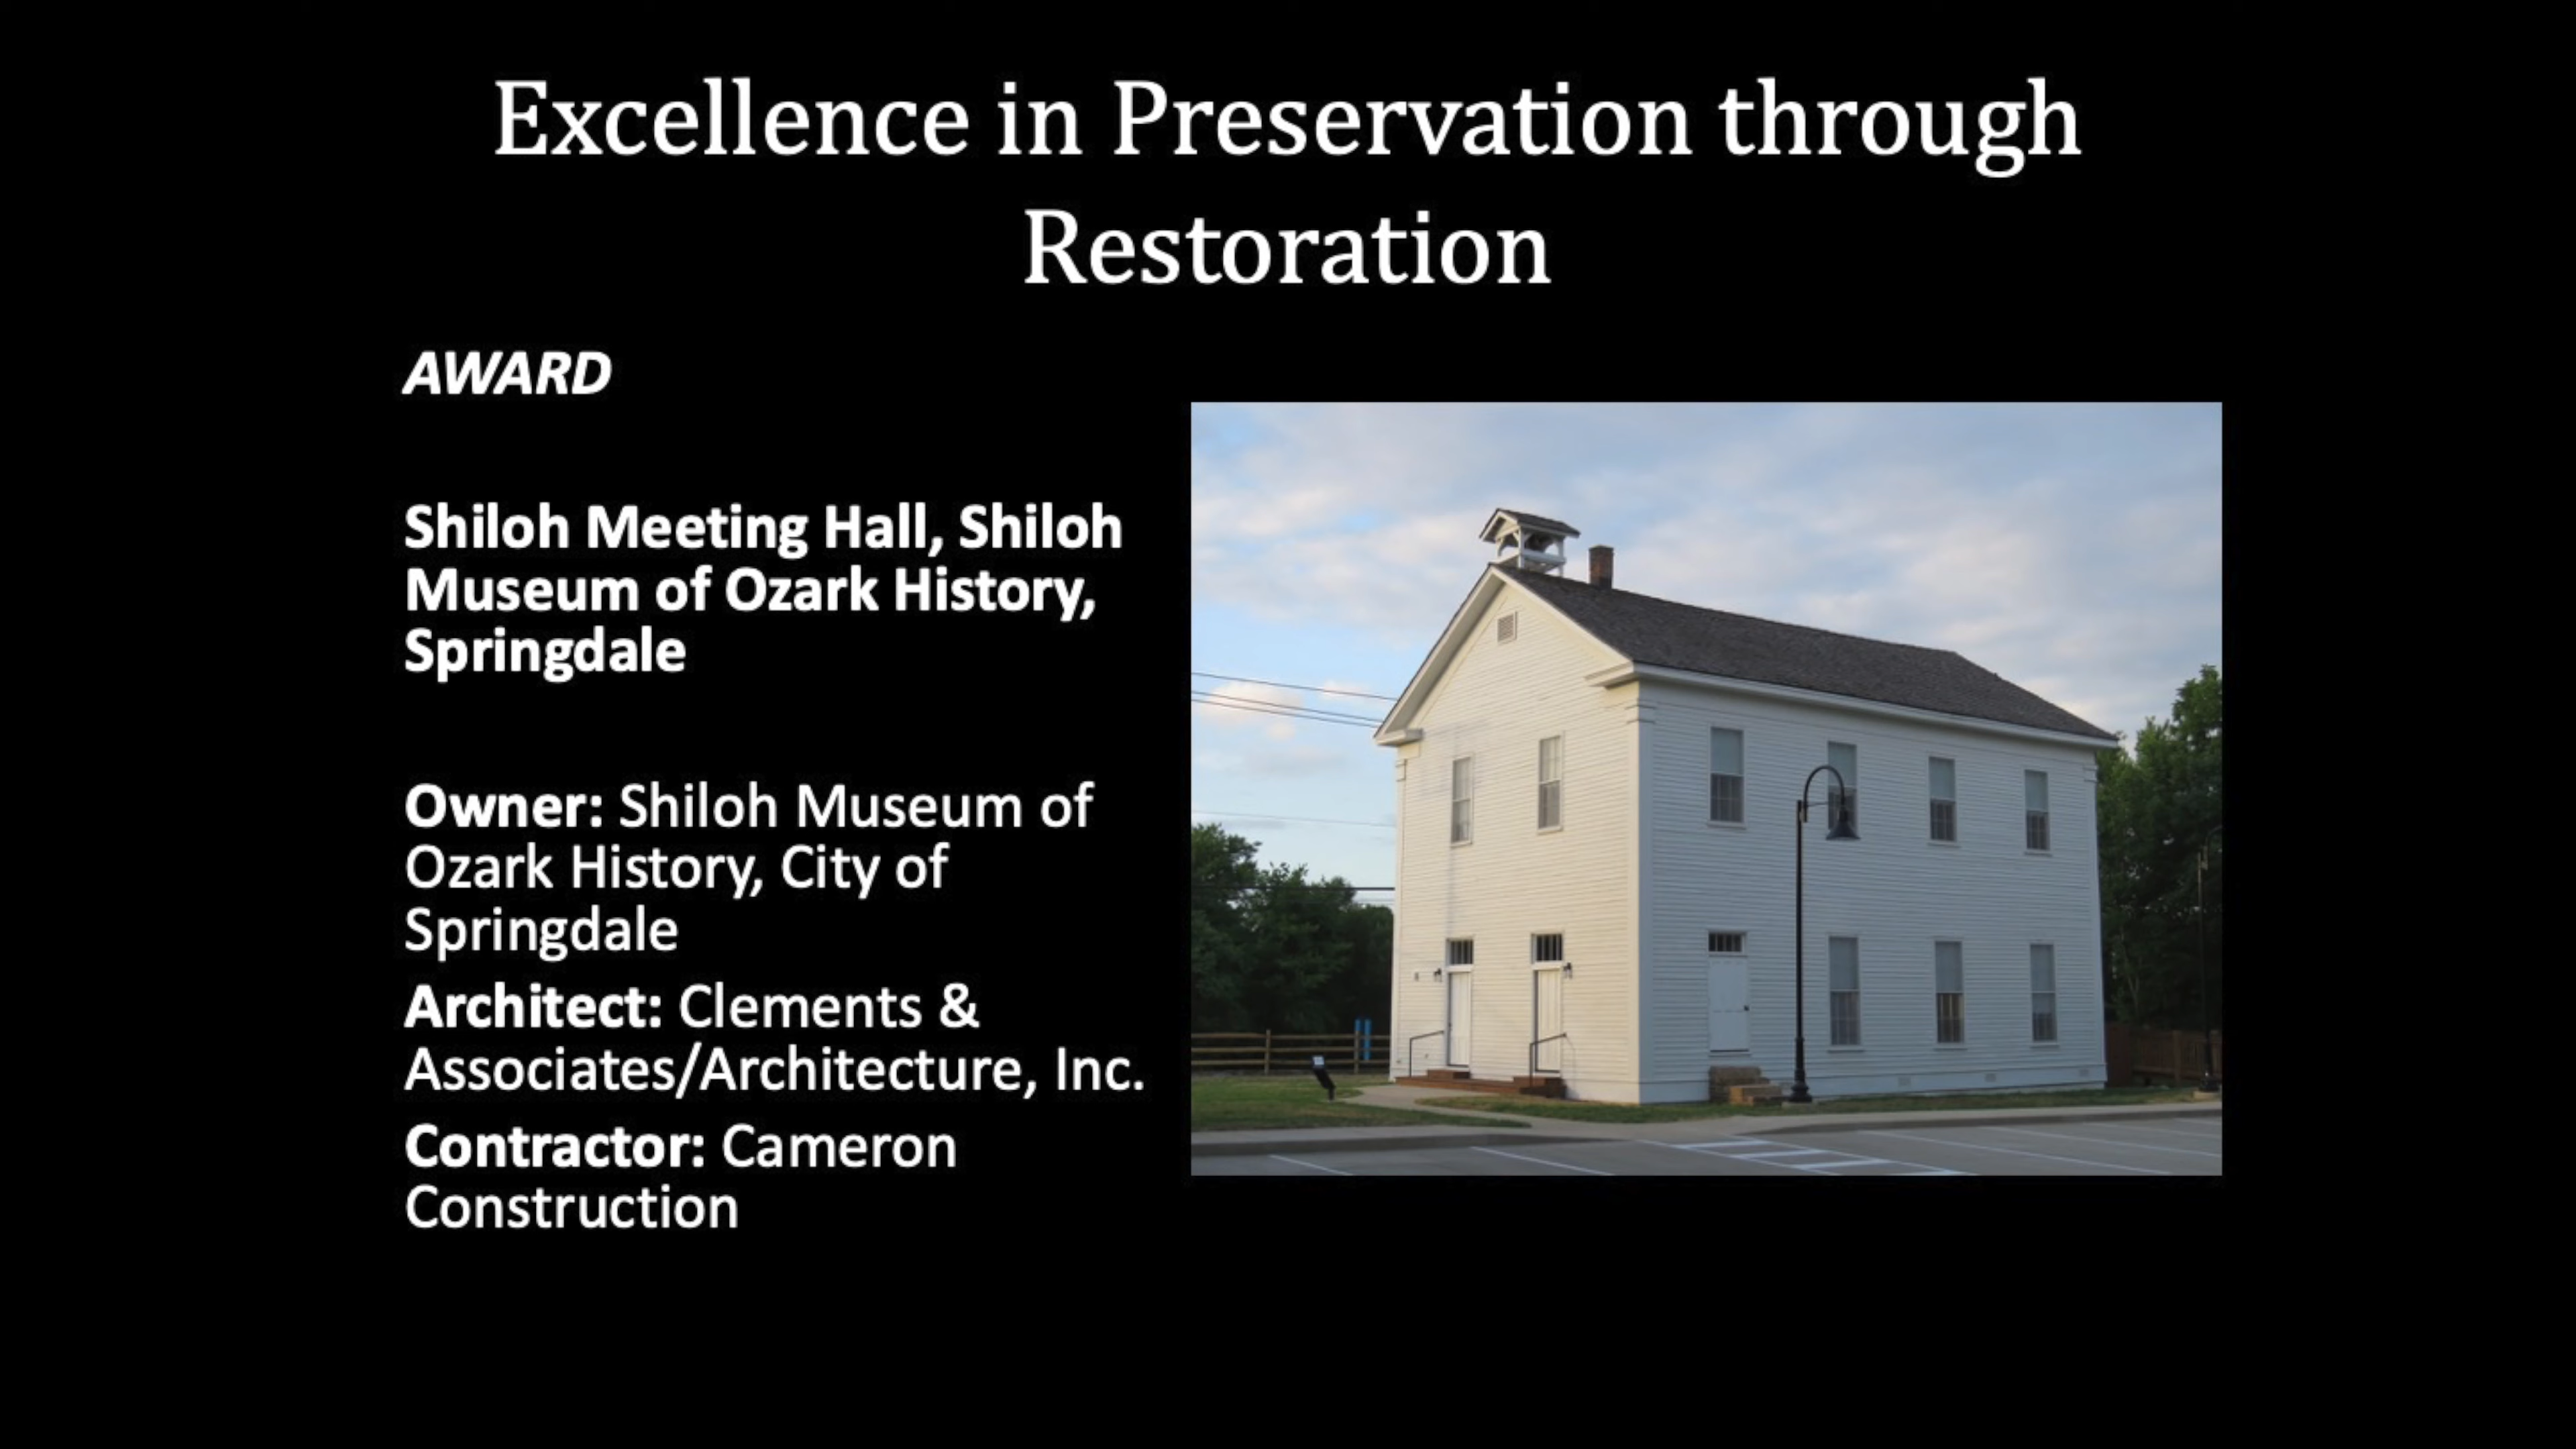 Excellence in Preservation through
Restoration
AWARD
Shiloh Meeting Hall, Shiloh
Museum of Ozark History,
Springdale
Owner: Shiloh Museum of
Ozark History, City of
Springdale
Architect: Clements &
Associates/Architecture, Inc.
Contractor: Cameron
Construction